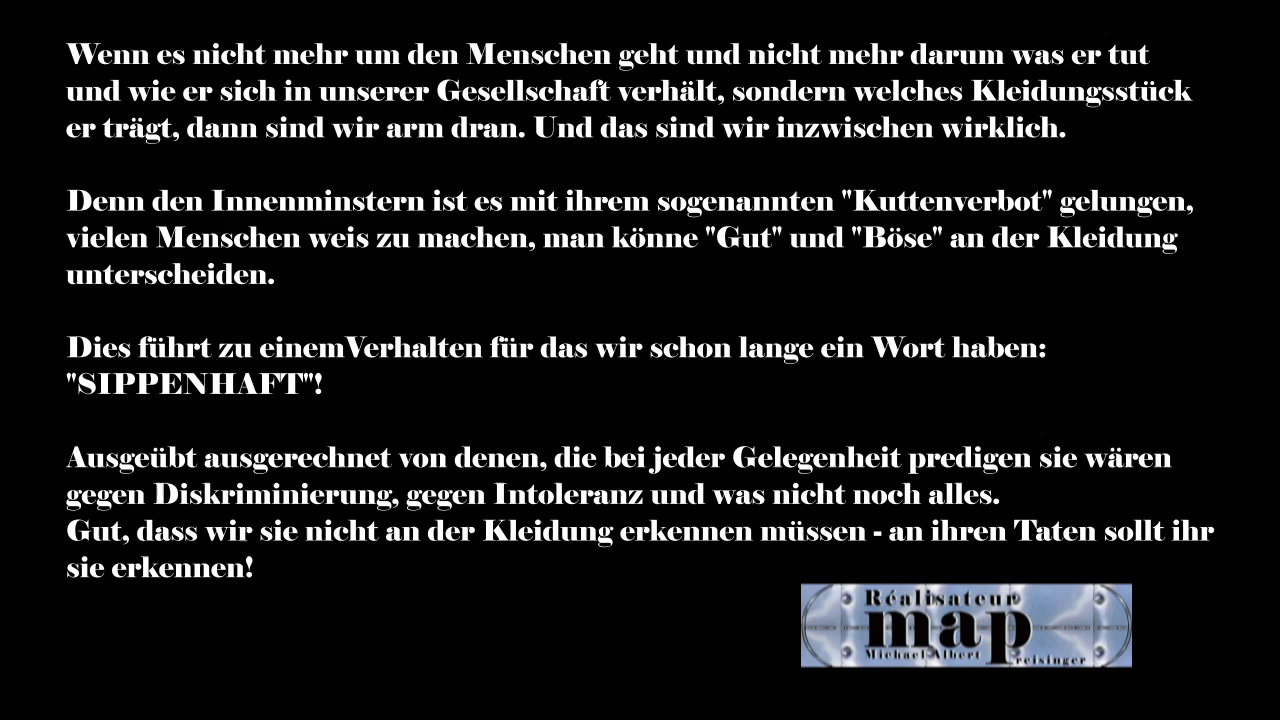 Wenn es nicht mehr um den Menschen geht und nicht mehr darum was er tut
und wie er sich in unserer Gesellschaft verhält, sondern welches Kleidungsstück
er trägt, dann sind wir arm dran. Und das sind wir inzwischen wirklich.
Denn den Innenminstern ist es mit ihrem sogenannten "Kuttenverbot" gelungen,
vielen Menschen weis zu machen, man könne "Gut" und "Böse" an der Kleidung
unterscheiden.
Dies führt zu einemVerhalten für das wir schon lange ein Wort haben:
"SIPPENHAFT"!
Ausgeübt ausgerechnet von denen, die bei jeder Gelegenheit predigen sie wären
gegen Diskriminierung, gegen Intoleranz und was nicht noch alles.
Gut, dass wir sie nicht an der Kleidung erkennen müssen - an ihren Taten sollt ihr
sie erkennen!
Réalisateur
map
Michael Albert
reisinger